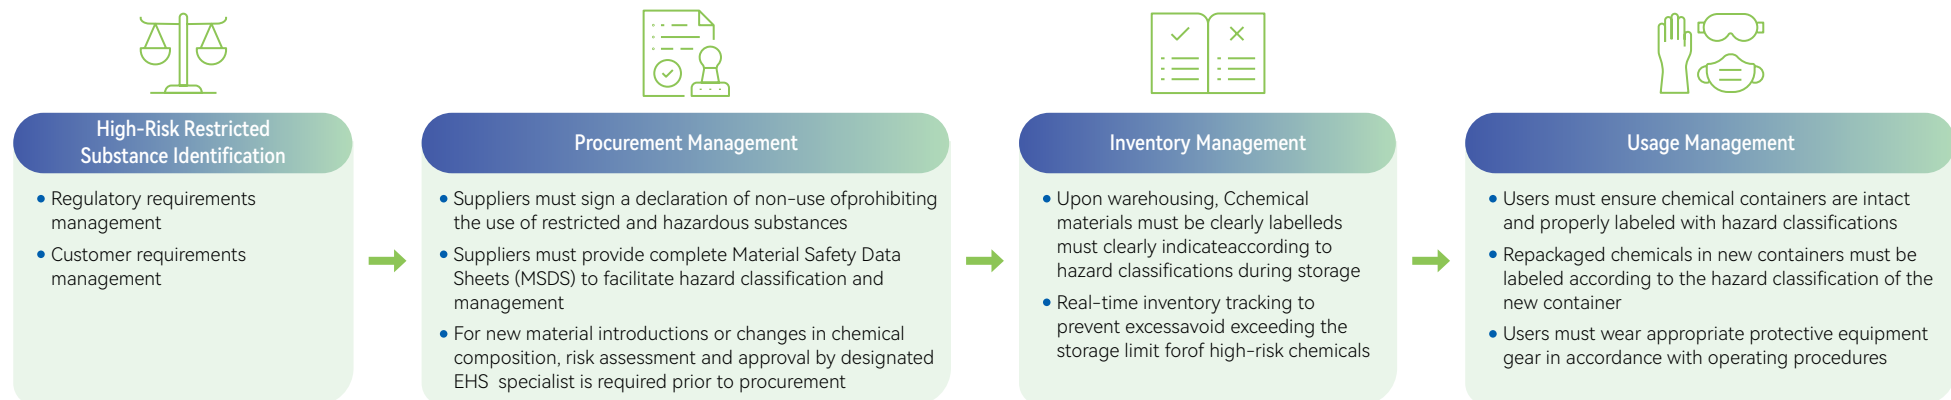 High-Risk Restricted
Substance Identification
• Regulatory requirements
management
• Customer requirements
management
Procurement Management
• Suppliers must sign a declaration of non-use ofprohibiting
the use of restricted and hazardous substances
• Suppliers must provide complete Material Safety Data
Sheets (MSDS) to facilitate hazard classification and
management
• For new material introductions or changes in chemical
composition, risk assessment and approval by designated
EHS specialist is required prior to procurement
Inventory Management
• Upon warehousing, Cchemical
materials must be clearly labelleds
must clearly indicateaccording to
hazard classifications during storage
• Real-time inventory tracking to
prevent excessavoid exceeding the
storage limit forof high-risk chemicals
Usage Management
• Users must ensure chemical containers are intact
and properly labeled with hazard classifications
• Repackaged chemicals in new containers must be
labeled according to the hazard classification of the
new container
• Users must wear appropriate protective equipment
gear in accordance with operating procedures